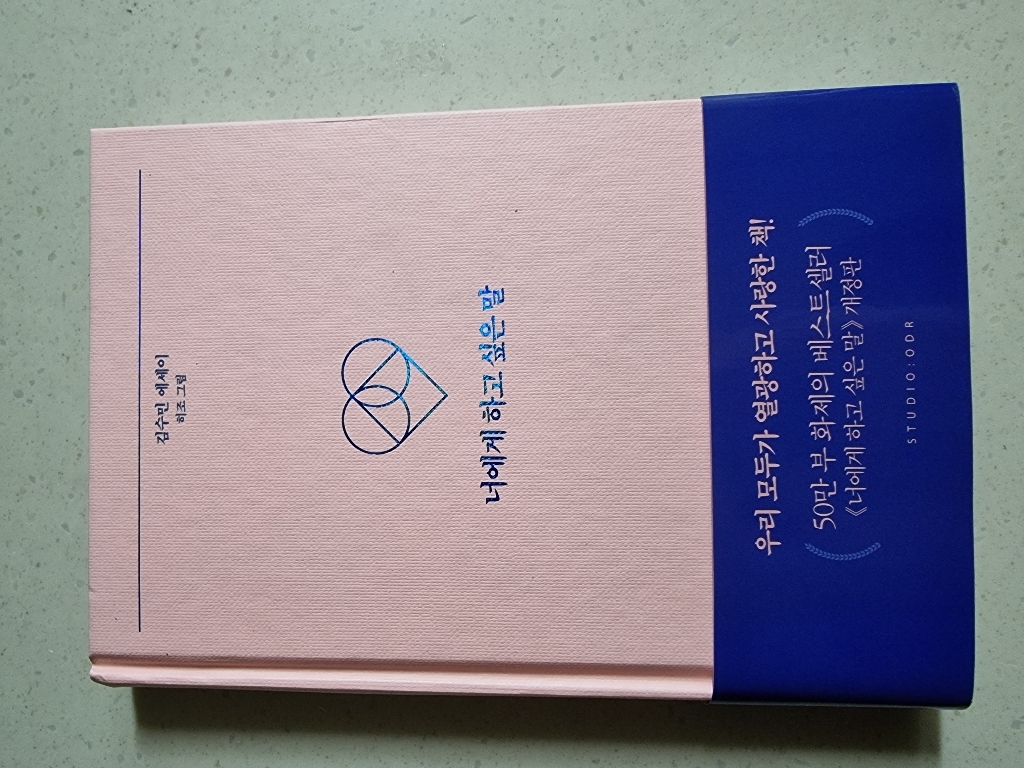 김수민 에세이
히조 그림
너에게 하고 싶은 말
우리 모두가 열광하고 사랑한 책!
50만 부 화제의 베스트셀러
《너에게 하고 싶은 말》 개정판
STUDIO:ODR